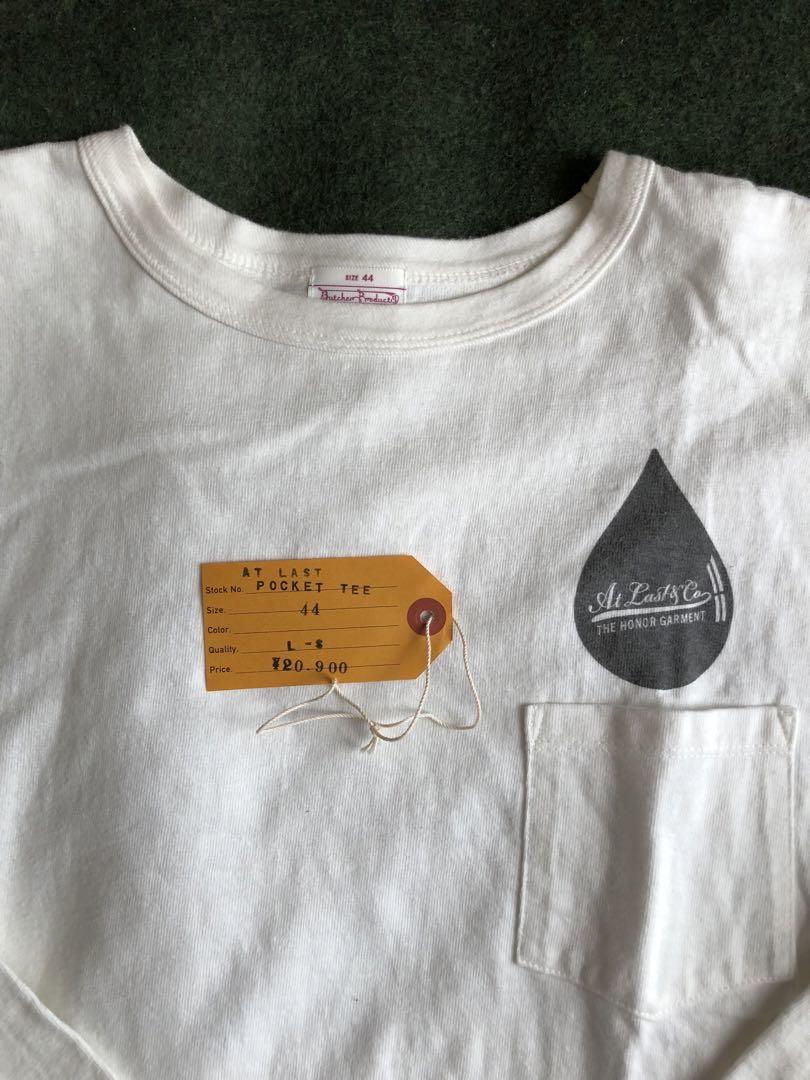 SIZE 44
Butcher Products
AT LAST
Stock No. POCKET TEE
Size. 44
Color.
Quality. L-S
Price. ¥20.900
At Last & Co
THE HONOR GARMENT